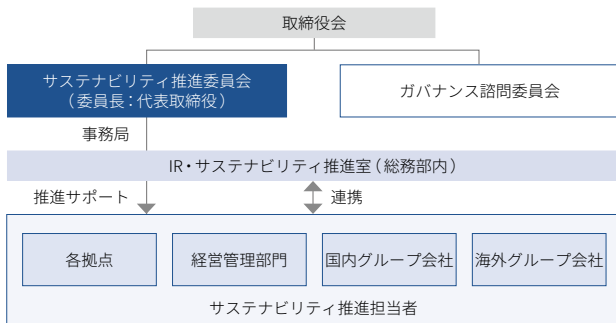 取締役会
サステナビリティ推進委員会
（委員長：代表取締役）
ガバナンス諮問委員会
事務局
IR・サステナビリティ推進室（総務部内）
推進サポート
連携
各拠点
経営管理部門
国内グループ会社
海外グループ会社
サステナビリティ推進担当者